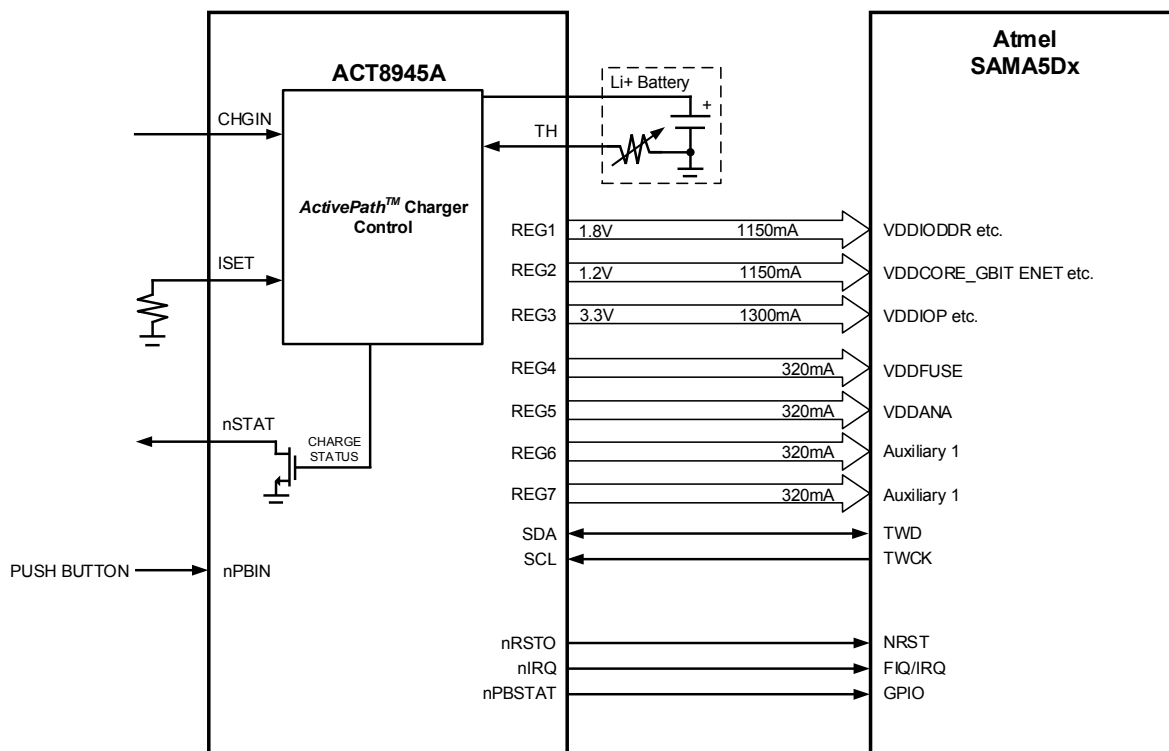 Atmel
SAMA5Dx
ACT8945A
Li+ Battery
+
CHGIN
TH
ActivePath™ Charger
Control
ISET
REG1 1.8V 1150mA VDDIODDR etc.
REG2 1.2V 1150mA VDDCORE_GBIT ENET etc.
REG3 3.3V 1300mA VDDIOP etc.
REG4 320mA VDDFUSE
REG5 320mA VDDANA
nSTAT
CHARGE
STATUS
REG6 320mA Auxiliary 1
REG7 320mA Auxiliary 1
SDA TWD
SCL TWCK
PUSH BUTTON nPBIN
nRSTO NRST
nIRQ FIQ/IRQ
nPBSTAT GPIO